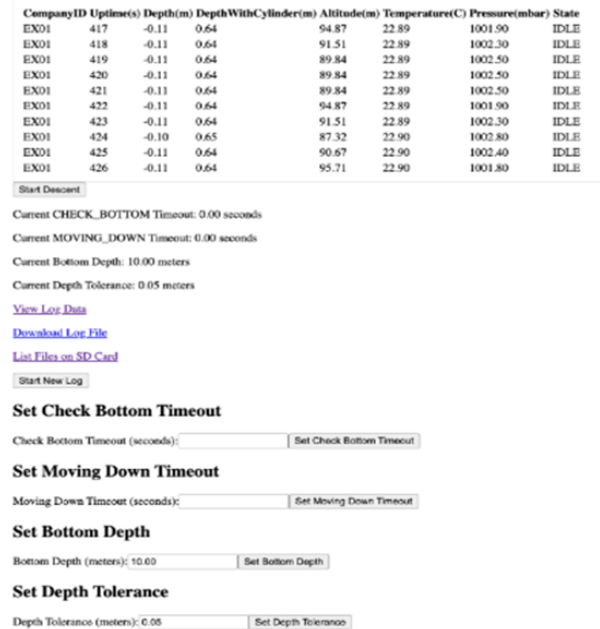 CompanyID Uptime(s) Depth(m) DepthWithCylinder(m) Altitude(m) Temperature(C) Pressure(mbar) State
EX01 417 -0.11 0.64 94.87 22.89 1001.90 IDLE
EX01 418 -0.11 0.64 91.51 22.89 1002.30 IDLE
EX01 419 -0.11 0.64 89.84 22.89 1002.50 IDLE
EX01 420 -0.11 0.64 89.84 22.89 1002.50 IDLE
EX01 421 -0.11 0.64 89.84 22.89 1002.50 IDLE
EX01 422 -0.11 0.64 94.87 22.89 1001.90 IDLE
EX01 423 -0.11 0.64 91.51 22.89 1002.30 IDLE
EX01 424 -0.10 0.65 87.32 22.90 1002.80 IDLE
EX01 425 -0.11 0.64 90.67 22.90 1002.40 IDLE
EX01 426 -0.11 0.64 95.71 22.90 1001.80 IDLE
Start Descent
Current CHECK_BOTTOM Timeout: 0.00 seconds
Current MOVING_DOWN Timeout: 0.00 seconds
Current Bottom Depth: 10.00 meters
Current Depth Tolerance: 0.05 meters
View Log Data
Download Log File
List Files on SD Card
Start New Log
Set Check Bottom Timeout
Check Bottom Timeout (seconds): Set Check Bottom Timeout
Set Moving Down Timeout
Moving Down Timeout (seconds): Set Moving Down Timeout
Set Bottom Depth
Bottom Depth (meters): 10.00 Set Bottom Depth
Set Depth Tolerance
Depth Tolerance (meters): 0.05 Set Depth Tolerance